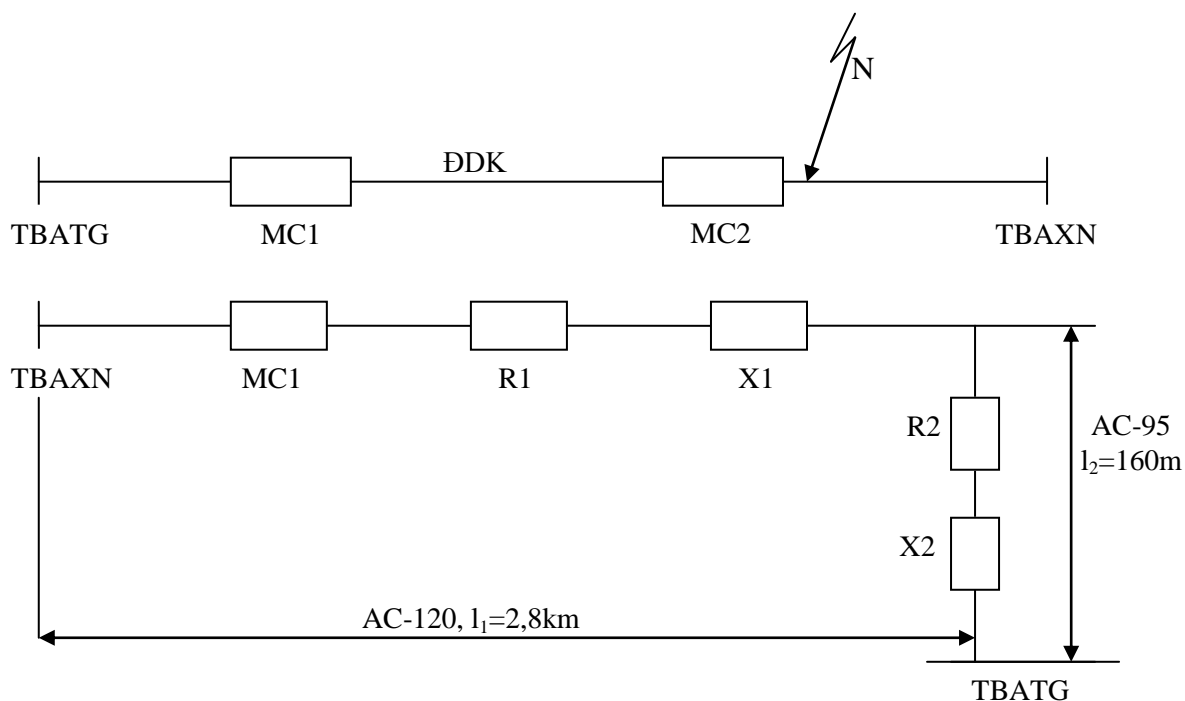 N
ĐDK
TBATG
MC1
MC2
TBAXN
TBAXN
MC1
R1
X1
R2
AC-95
l₂=160m
X2
AC-120, l₁=2,8km
TBATG